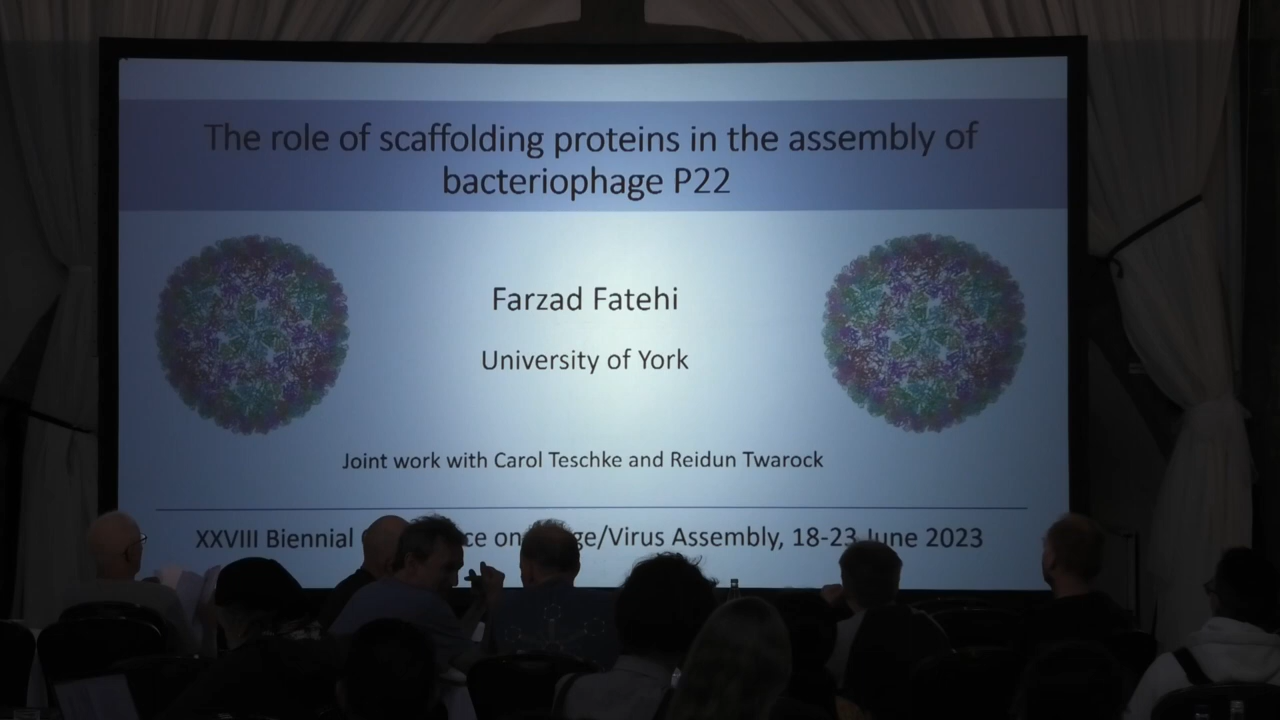 The role of scaffolding proteins in the assembly of
bacteriophage P22
Farzad Fatehi
University of York
Joint work with Carol Teschke and Reidun Twarock
XXVIII Biennial ce on ge/Virus Assembly, 18-23 June 2023